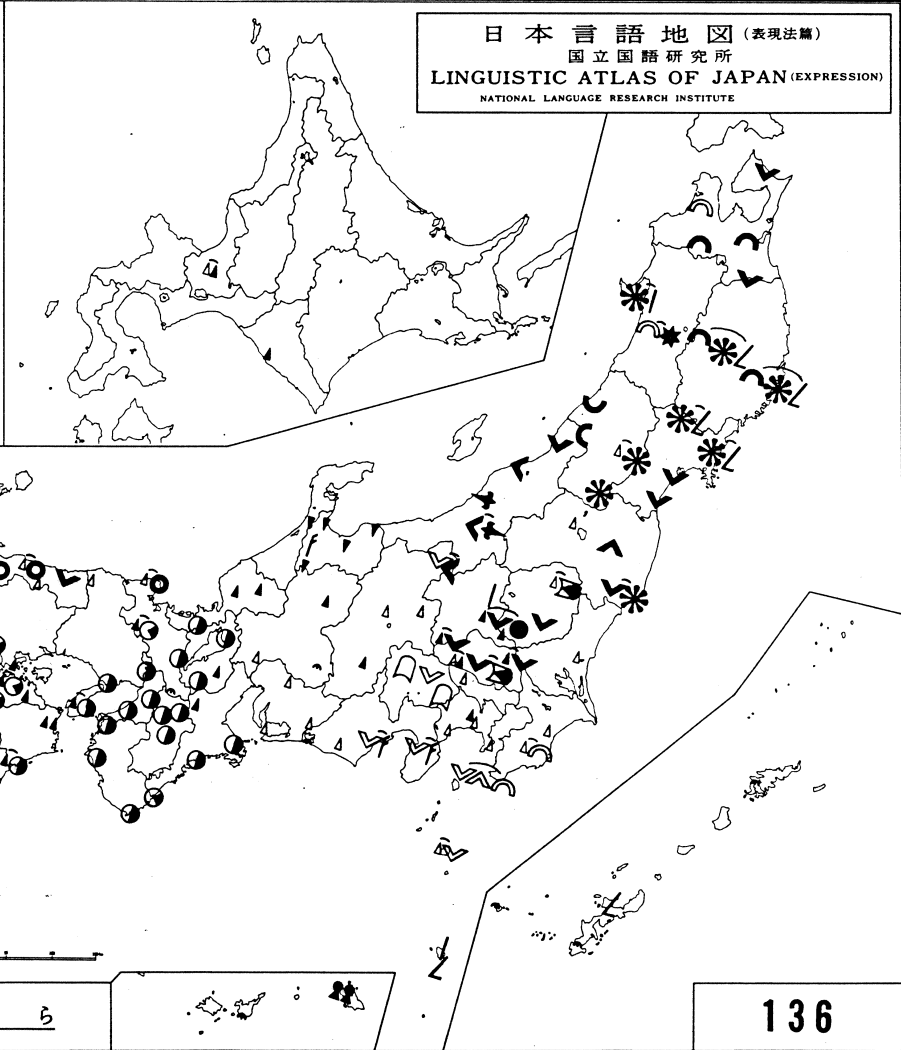 日本言語地図(表現法篇)
国立国語研究所
LINGUISTIC ATLAS OF JAPAN (EXPRESSION)
NATIONAL LANGUAGE RESEARCH INSTITUTE
ら
136